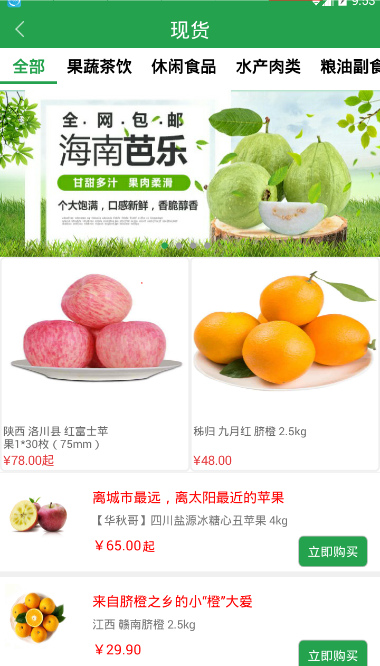 9:53
现货
全部 果蔬茶饮 休闲食品 水产肉类 粮油副食
全·网·包·邮
海南芭乐
甘甜多汁 果肉柔滑
个大饱满，口感新鲜，香脆醇香
陕西 洛川县 红富士苹
果1*30枚（75mm）
¥78.00起
秭归 九月红 脐橙 2.5kg
¥48.00
离城市最远，离太阳最近的苹果
【华秋哥】四川盐源冰糖心丑苹果 4kg
￥65.00起
立即购买
来自脐橙之乡的小“橙”大爱
江西 赣南脐橙 2.5kg
￥29.90
立即购买